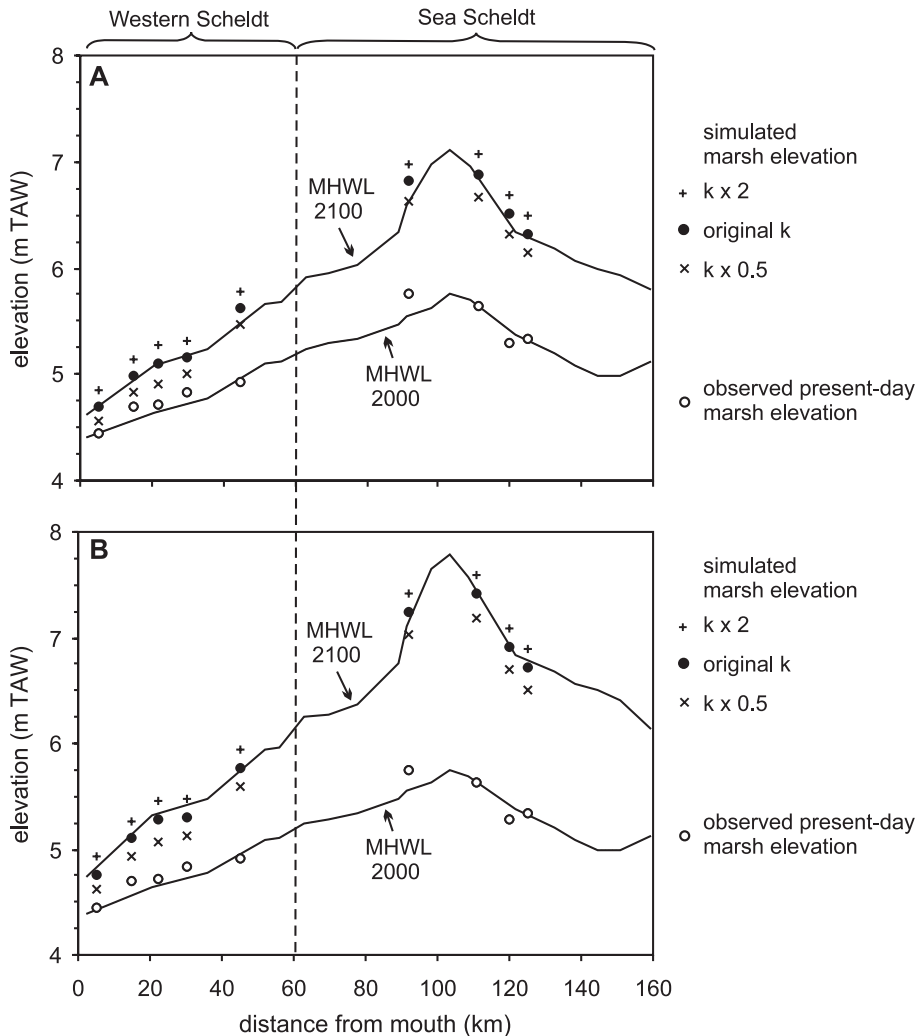 Western Scheldt
Sea Scheldt
A
8
7
6
5
4
elevation (m TAW)
MHWL
2100
MHWL
2000
simulated
marsh elevation
+ k x 2
● original k
× k x 0.5
○ observed present-day
marsh elevation
B
8
7
6
5
4
elevation (m TAW)
MHWL
2100
MHWL
2000
simulated
marsh elevation
+ k x 2
● original k
× k x 0.5
○ observed present-day
marsh elevation
0 20 40 60 80 100 120 140 160
distance from mouth (km)